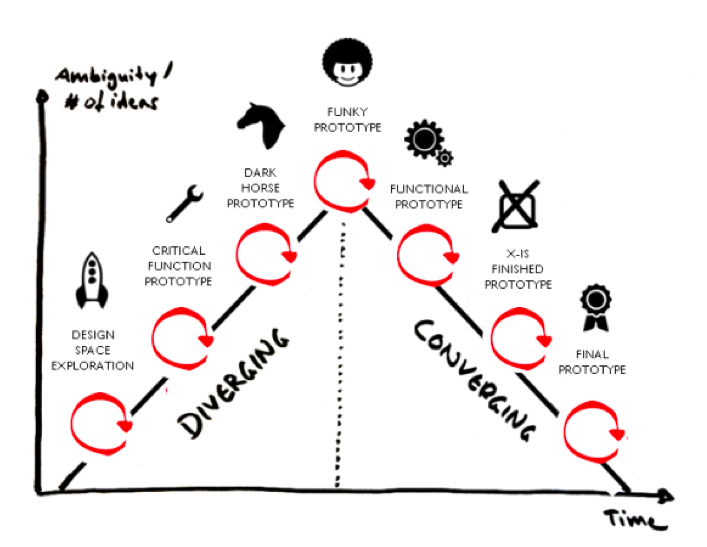 Ambiguity/
# of ideas
FUNKY
PROTOTYPE
DARK
HORSE
PROTOTYPE
FUNCTIONAL
PROTOTYPE
CRITICAL
FUNCTION
PROTOTYPE
X-IS
FINISHED
PROTOTYPE
DESIGN
SPACE
EXPLORATION
FINAL
PROTOTYPE
DIVERGING
CONVERGING
Time